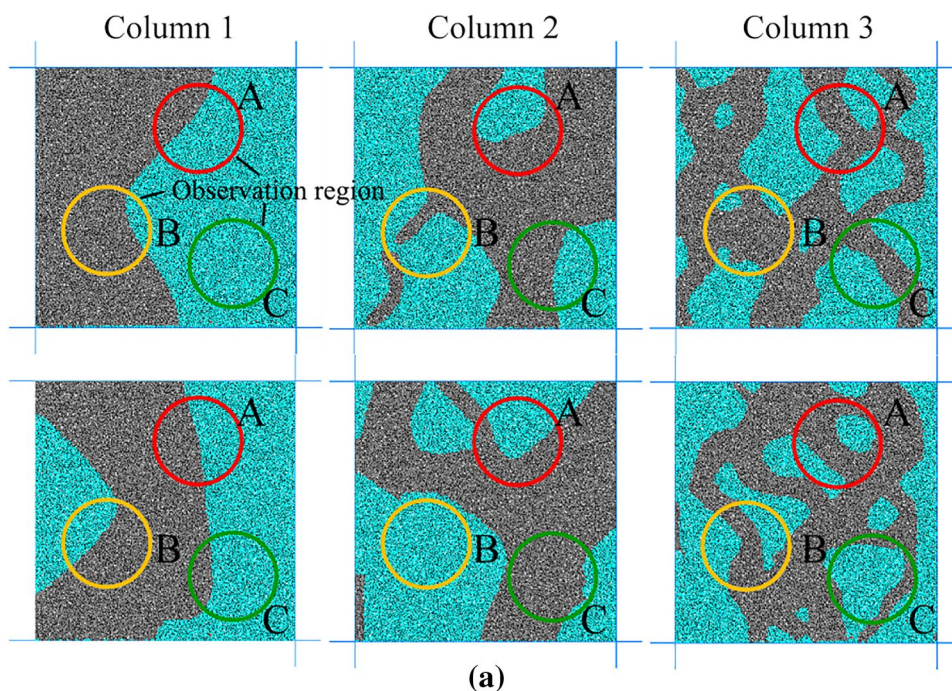 Column 1 Column 2 Column 3
A A A
Observation region
B B B
C C C
A A A
B B B
C C C
(a)